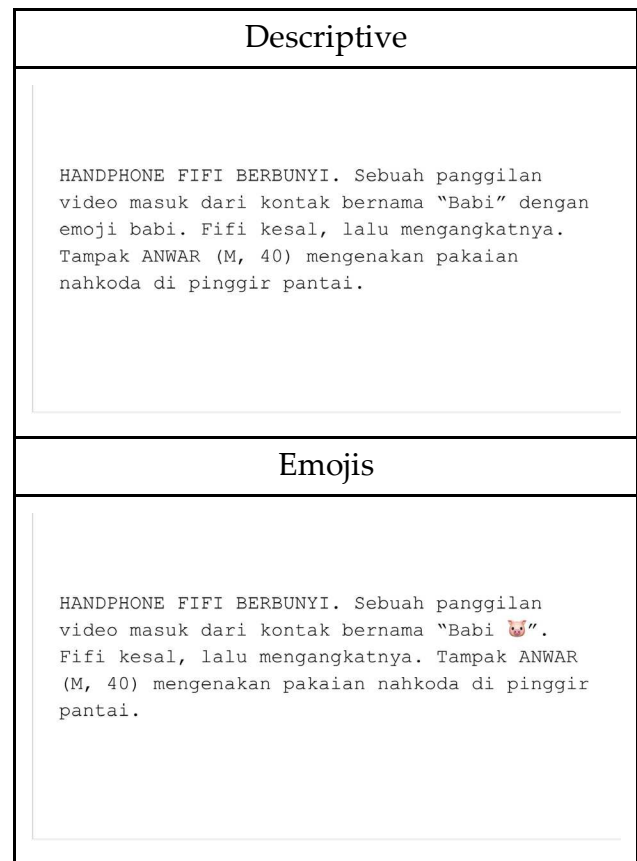 Descriptive
HANDPHONE FIFI BERBUNYI. Sebuah panggilan
video masuk dari kontak bernama “Babi” dengan
emoji babi. Fifi kesal, lalu mengangkatnya.
Tampak ANWAR (M, 40) mengenakan pakaian
nahkoda di pinggir pantai.
Emojis
HANDPHONE FIFI BERBUNYI. Sebuah panggilan
video masuk dari kontak bernama “Babi 🐷”.
Fifi kesal, lalu mengangkatnya. Tampak ANWAR
(M, 40) mengenakan pakaian nahkoda di pinggir
pantai.